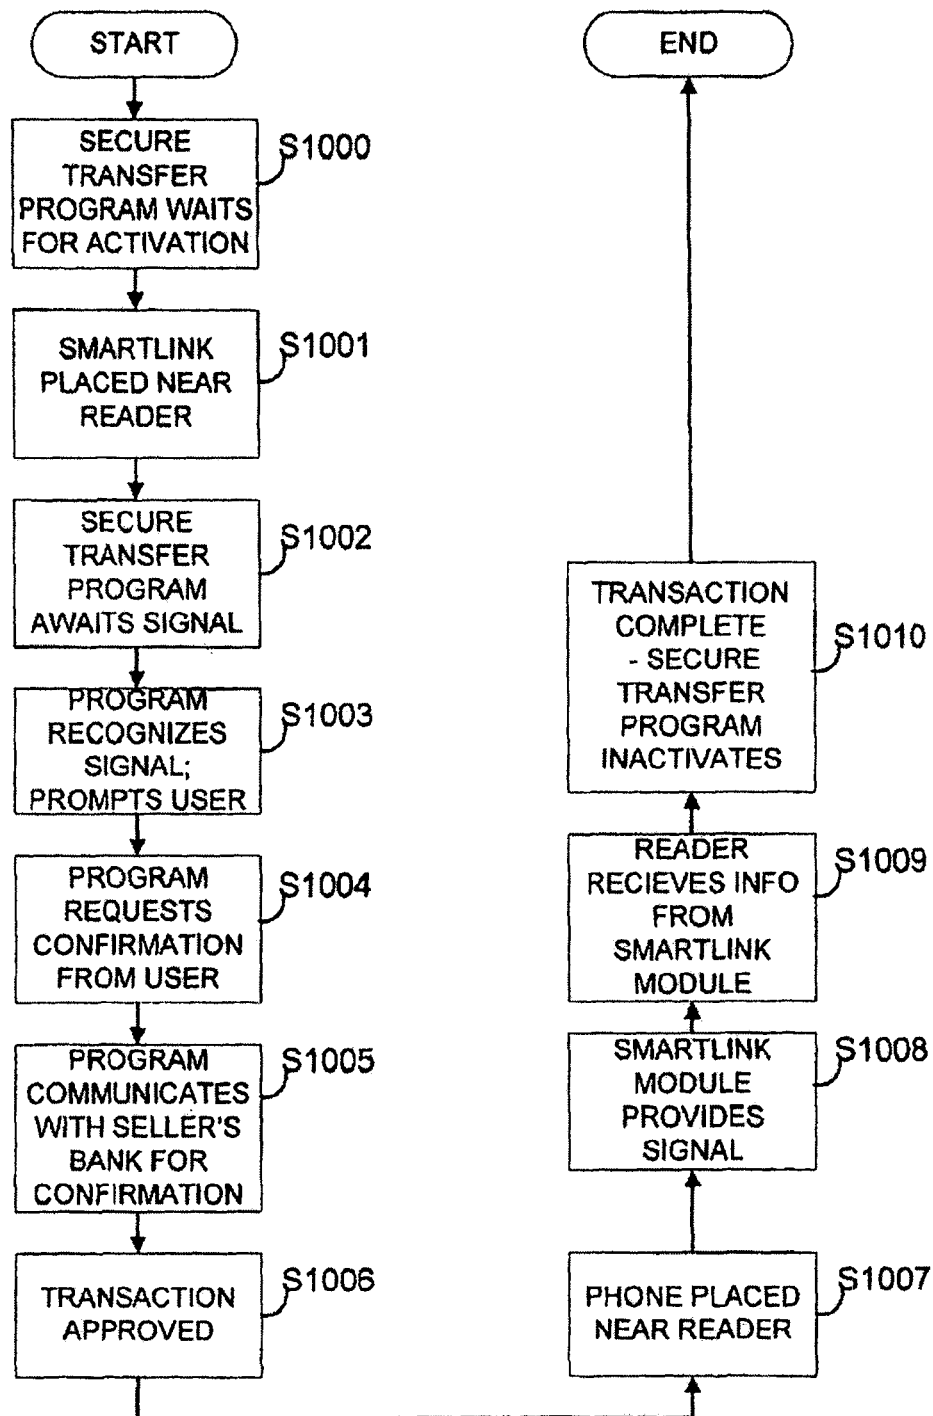 START
SECURE
TRANSFER
PROGRAM WAITS
FOR ACTIVATION
S1000
SMARTLINK
PLACED NEAR
READER
S1001
SECURE
TRANSFER
PROGRAM
AWAITS SIGNAL
S1002
PROGRAM
RECOGNIZES
SIGNAL;
PROMPTS USER
S1003
PROGRAM
REQUESTS
CONFIRMATION
FROM USER
S1004
PROGRAM
COMMUNICATES
WITH SELLER'S
BANK FOR
CONFIRMATION
S1005
TRANSACTION
APPROVED
S1006
PHONE PLACED
NEAR READER
S1007
SMARTLINK
MODULE
PROVIDES
SIGNAL
S1008
READER
RECIEVES INFO
FROM
SMARTLINK
MODULE
S1009
TRANSACTION
COMPLETE
- SECURE
TRANSFER
PROGRAM
INACTIVATES
S1010
END